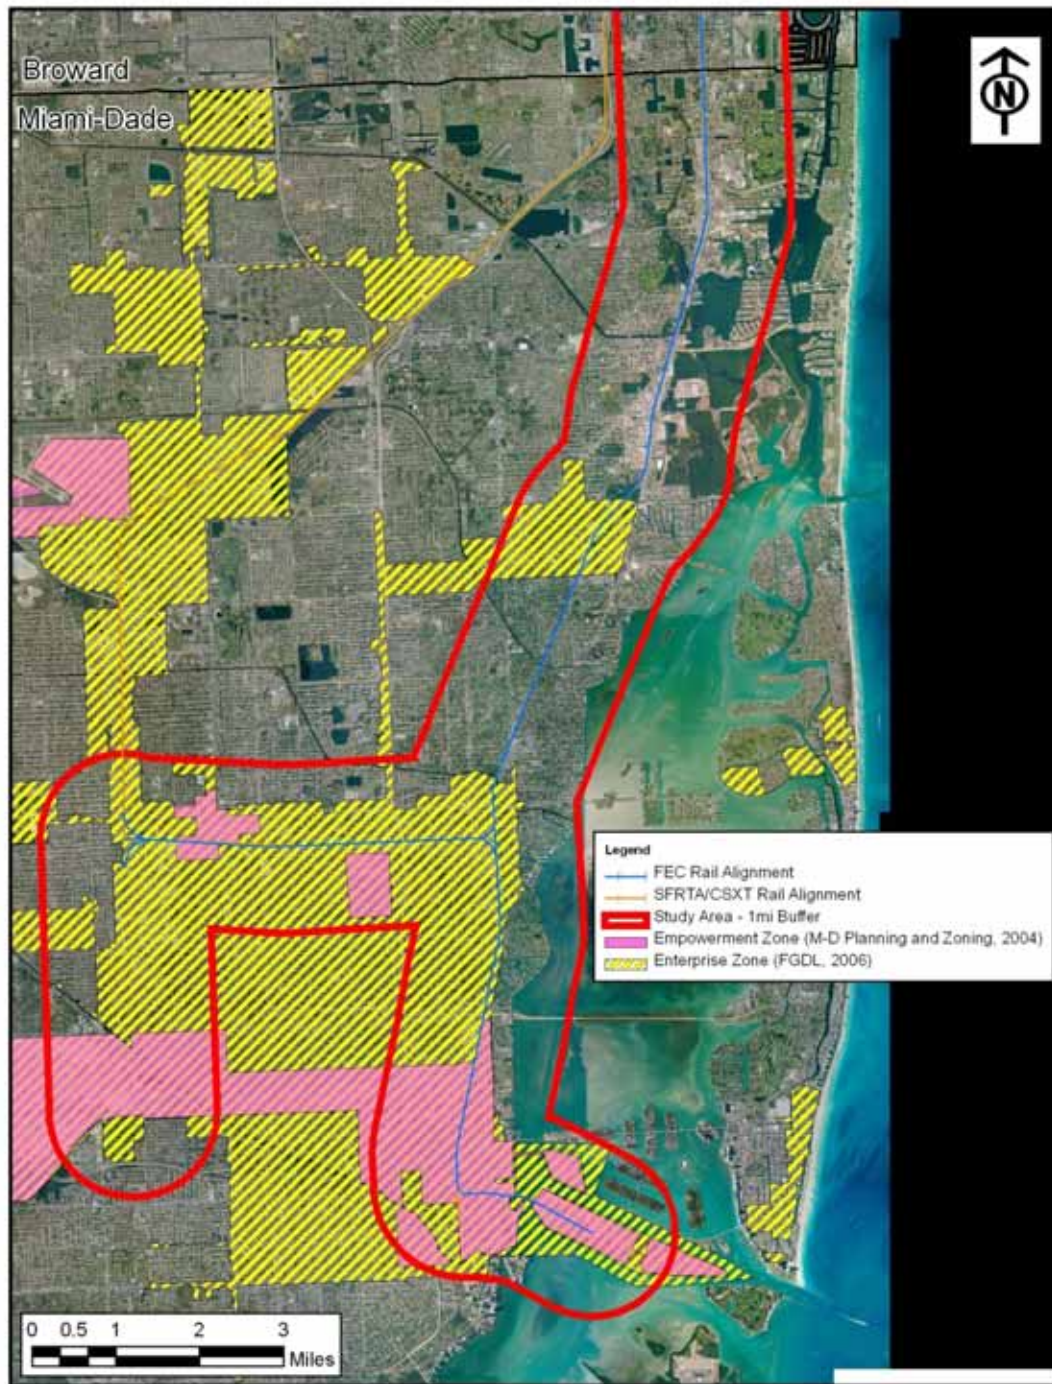 Broward
Miami-Dade
N
Legend
FEC Rail Alignment
SFRTA/CSXT Rail Alignment
Study Area - 1mi Buffer
Empowerment Zone (M-D Planning and Zoning, 2004)
Enterprise Zone (FGDL, 2006)
0 0.5 1 2 3
Miles